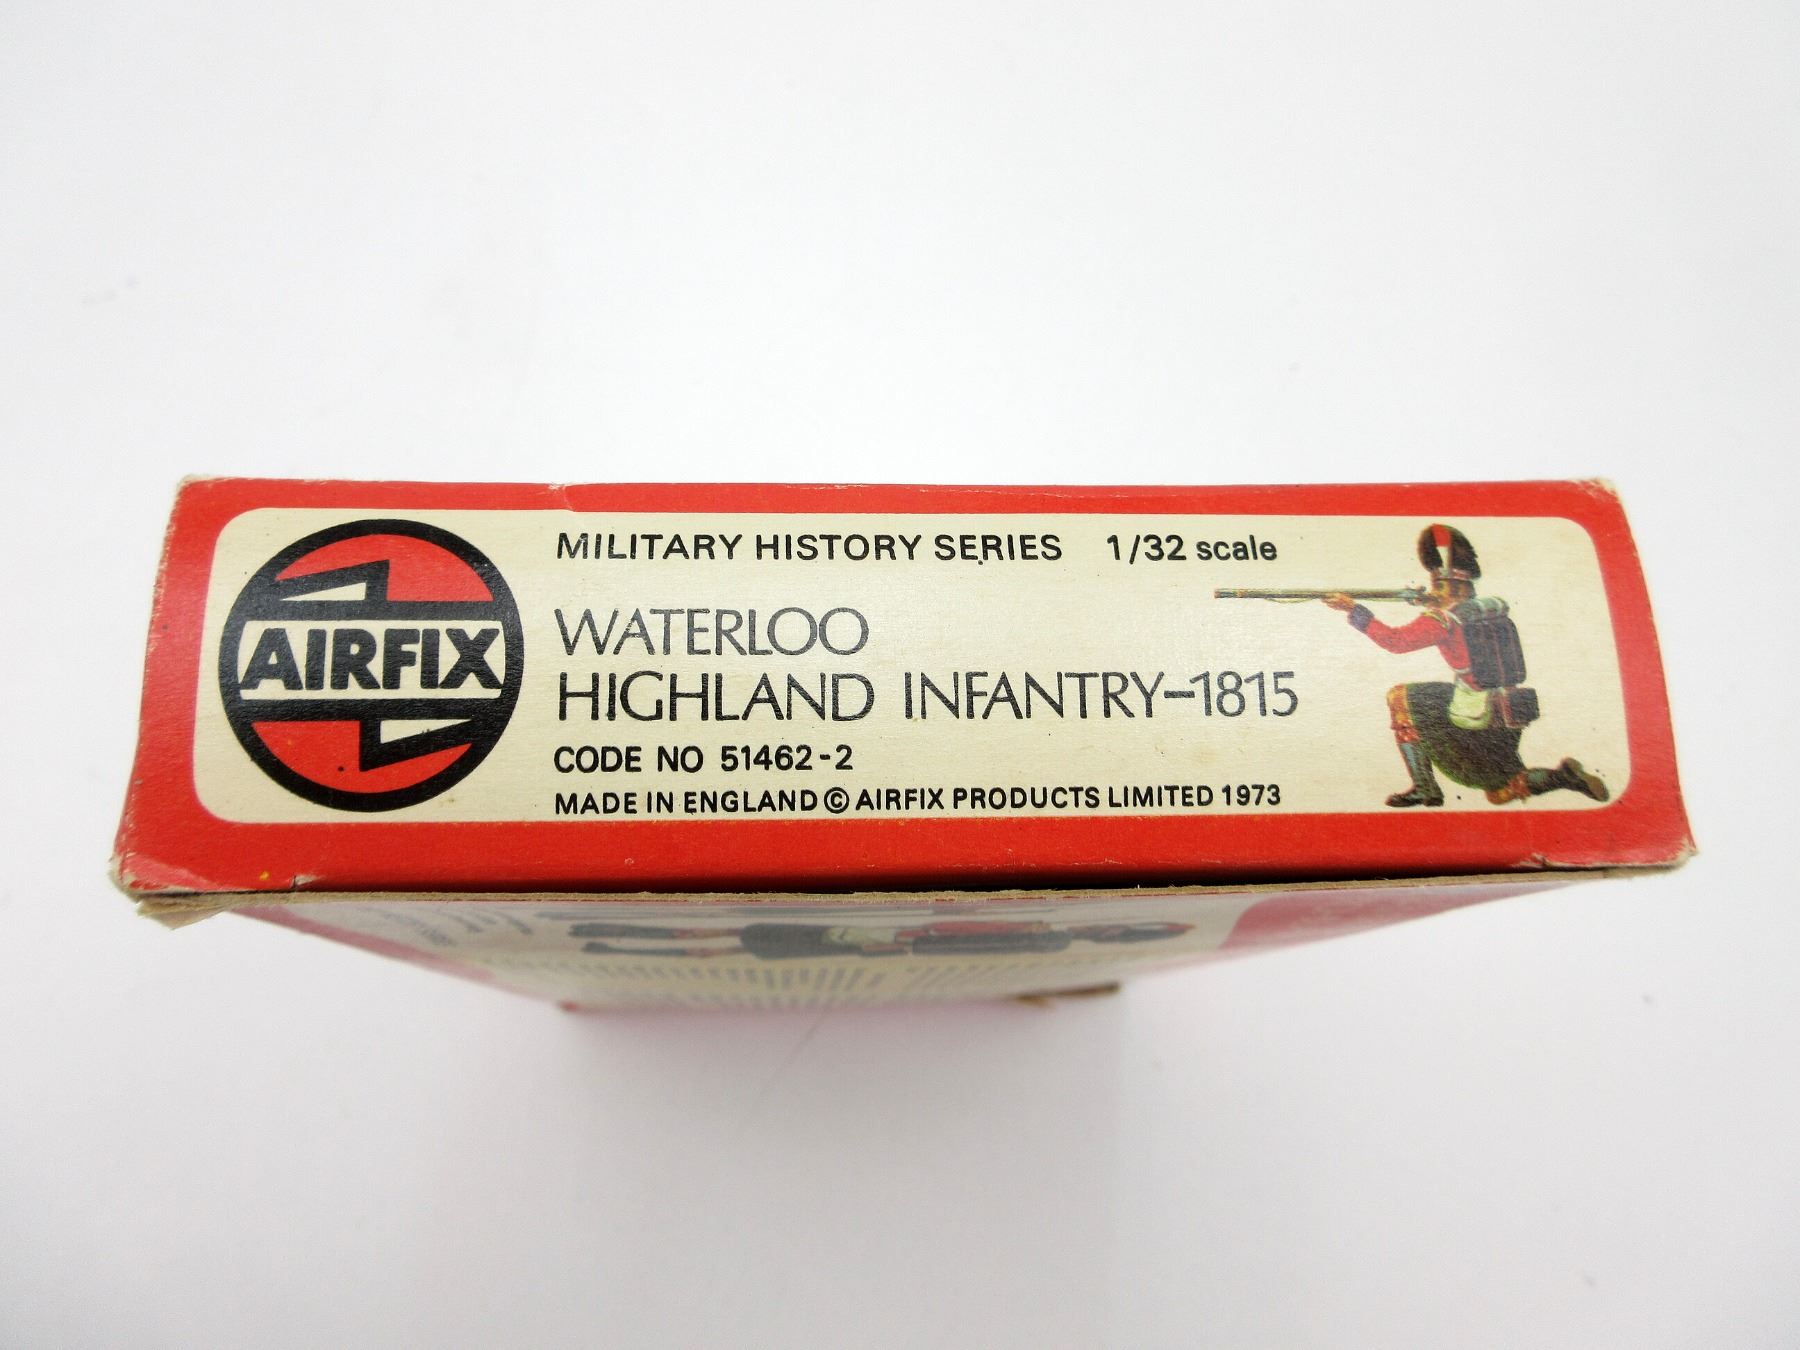 AIRFIX
MILITARY HISTORY SERIES 1/32 scale
WATERLOO
HIGHLAND INFANTRY–1815
CODE NO 51462-2
MADE IN ENGLAND © AIRFIX PRODUCTS LIMITED 1973